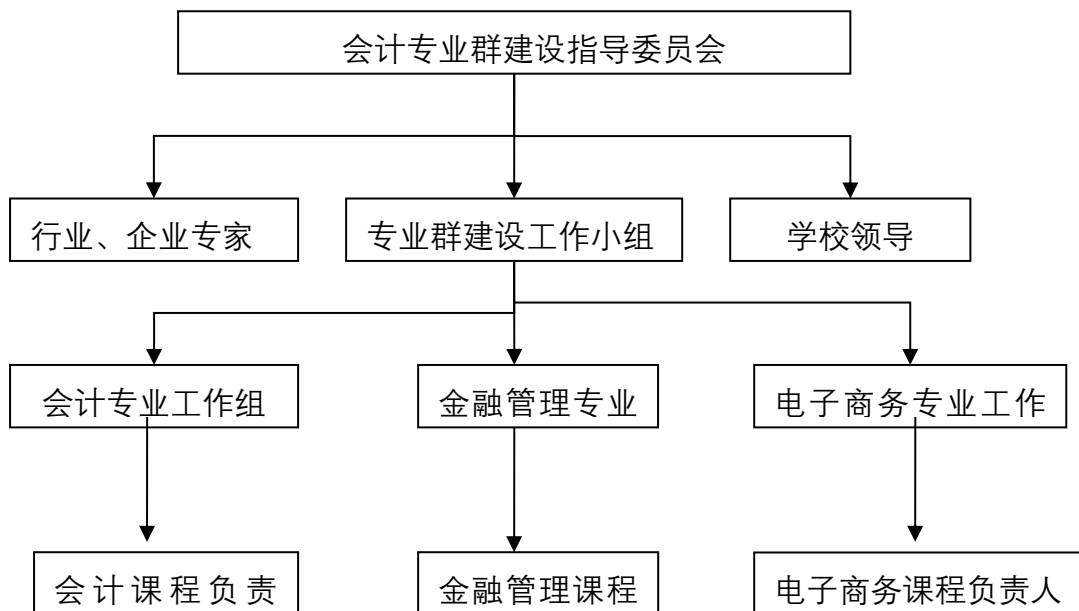 会计专业群建设指导委员会
行业、企业专家
专业群建设工作小组
学校领导
会计专业工作组
金融管理专业
电子商务专业工作
会计课程负责
金融管理课程
电子商务课程负责人